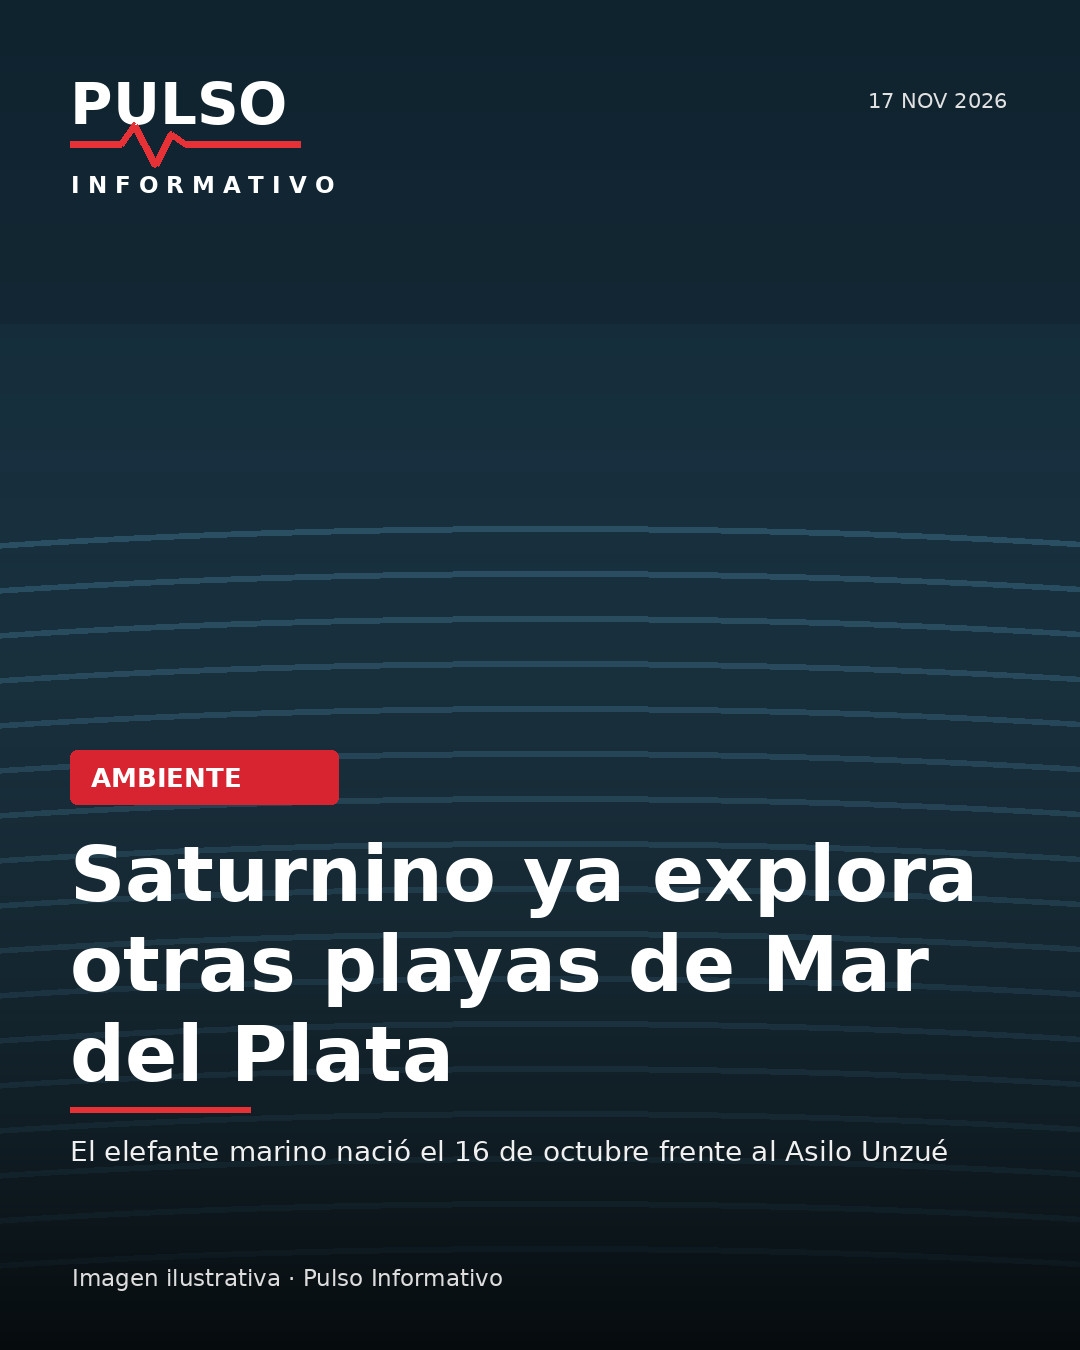 PULSO
INFORMATIVO
17 NOV 2026
AMBIENTE
Saturnino ya explora
otras playas de Mar
del Plata
El elefante marino nació el 16 de octubre frente al Asilo Unzué
Imagen ilustrativa · Pulso Informativo